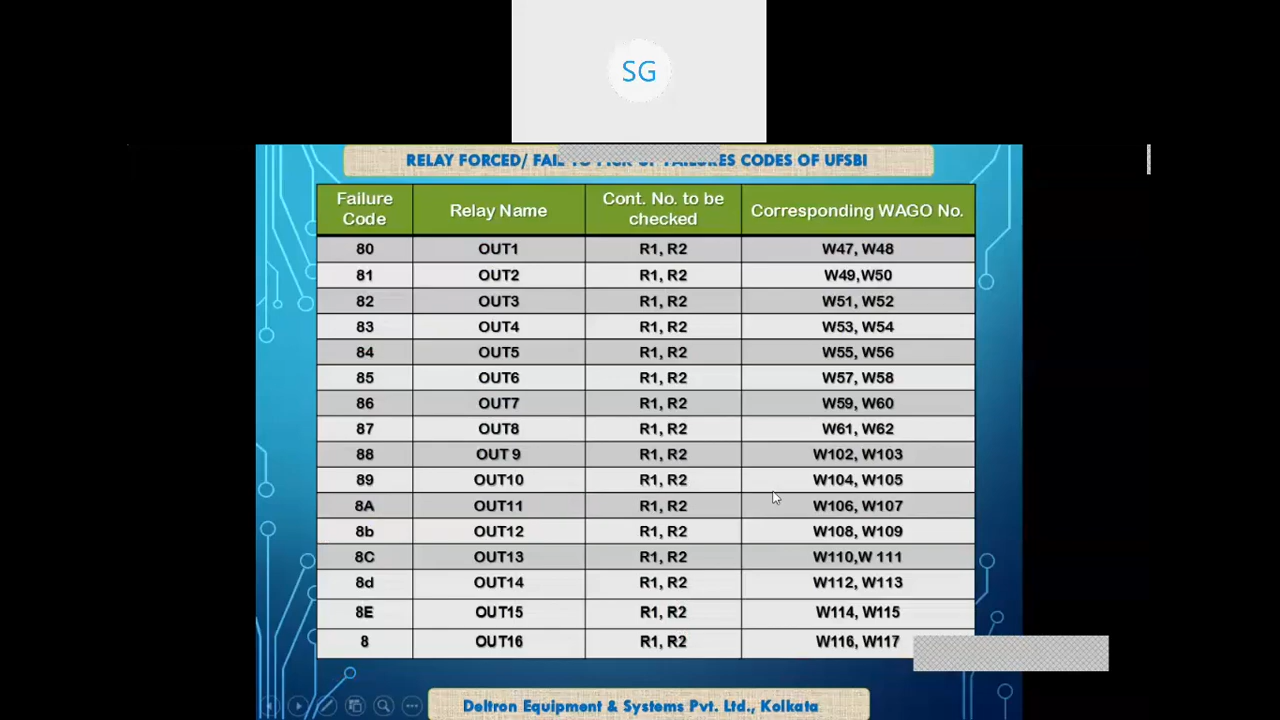 SG
RELAY FORCED/ FAIL TO PICK UP FAILURES CODES OF UFSBI
Failure Code Relay Name Cont. No. to be checked Corresponding WAGO No.
80 OUT1 R1, R2 W47, W48
81 OUT2 R1, R2 W49,W50
82 OUT3 R1, R2 W51, W52
83 OUT4 R1, R2 W53, W54
84 OUT5 R1, R2 W55, W56
85 OUT6 R1, R2 W57, W58
86 OUT7 R1, R2 W59, W60
87 OUT8 R1, R2 W61, W62
88 OUT 9 R1, R2 W102, W103
89 OUT10 R1, R2 W104, W105
8A OUT11 R1, R2 W106, W107
8b OUT12 R1, R2 W108, W109
8C OUT13 R1, R2 W110,W 111
8d OUT14 R1, R2 W112, W113
8E OUT15 R1, R2 W114, W115
8 OUT16 R1, R2 W116, W117
Deltron Equipment & Systems Pvt. Ltd., Kolkata